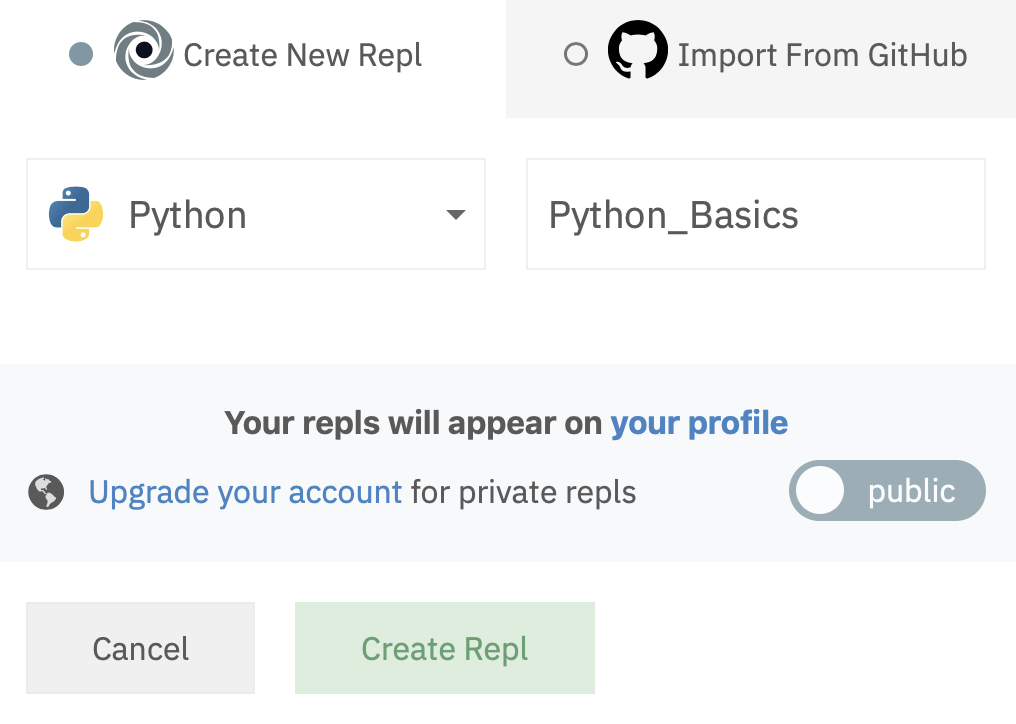 Create New Repl
Import From GitHub
Python
Python_Basics
Your repls will appear on your profile
Upgrade your account for private repls
public
Cancel
Create Repl